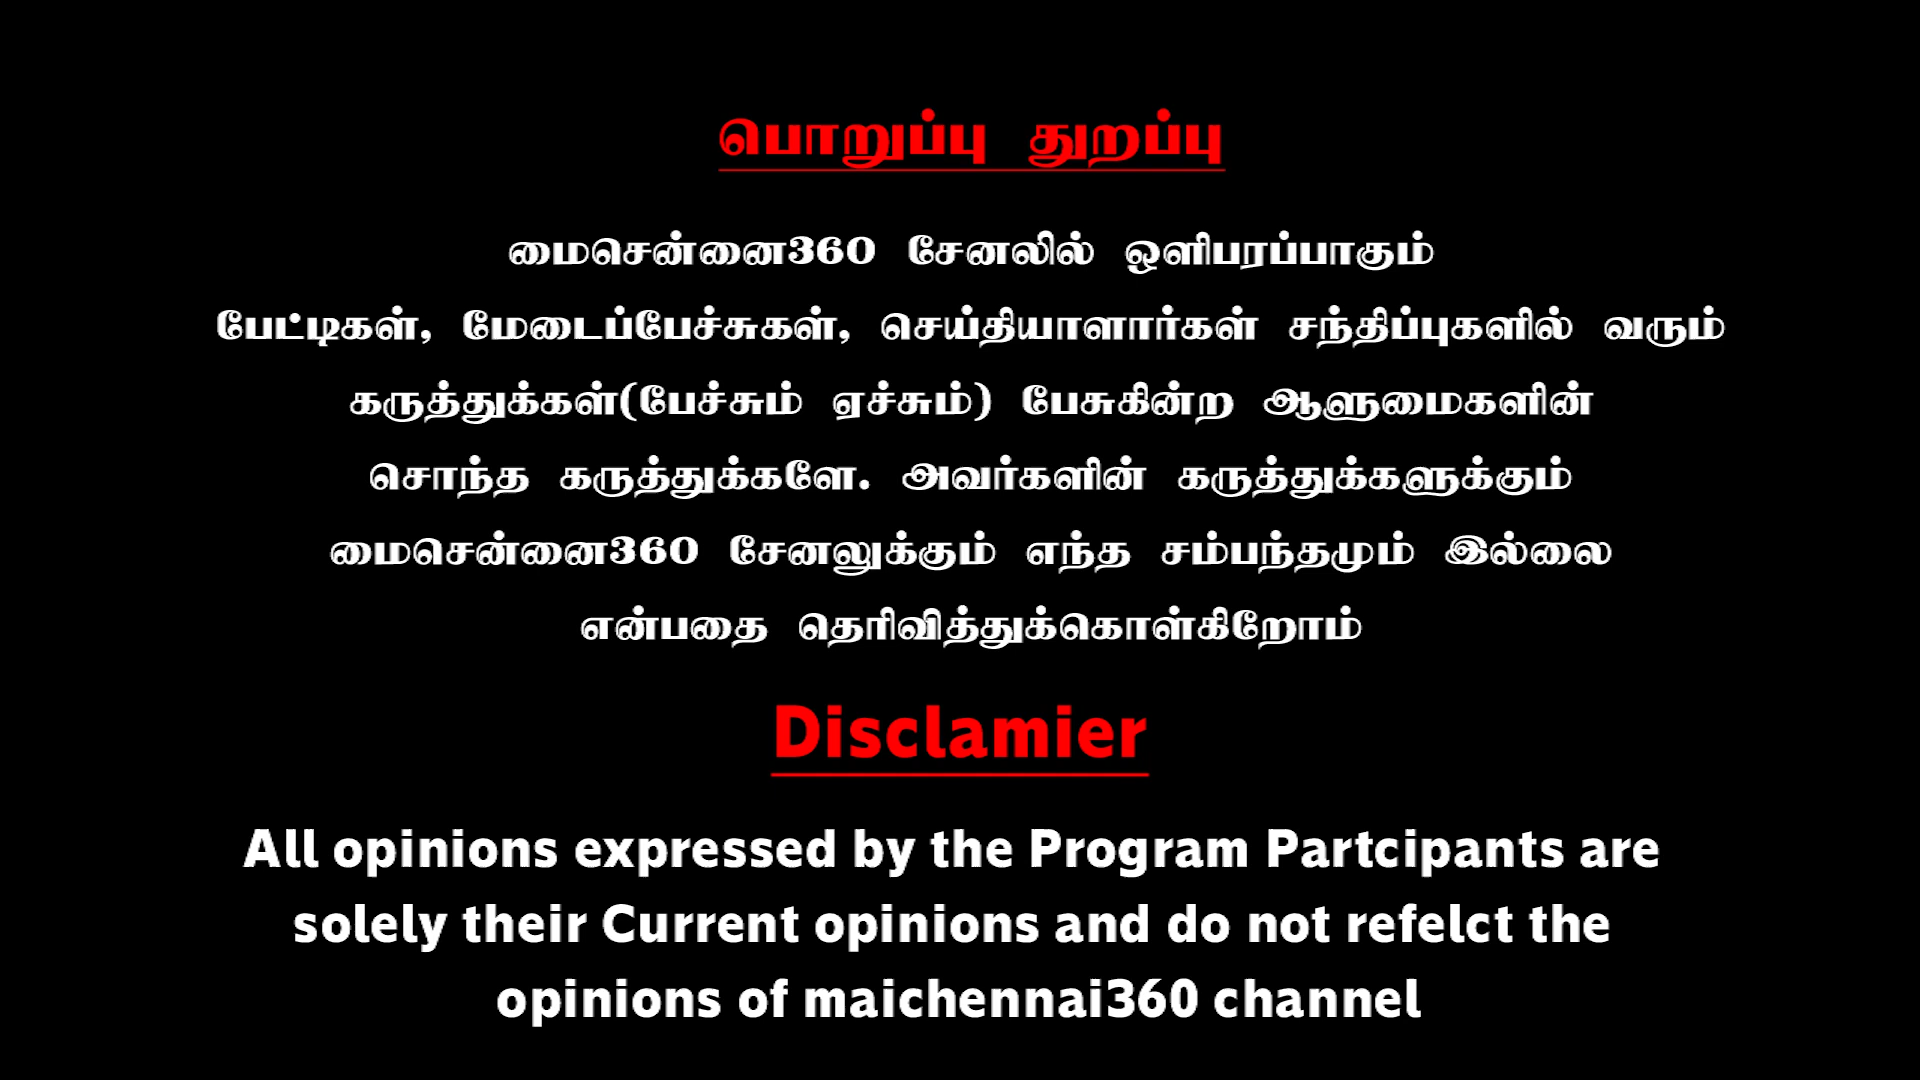 பொறுப்பு துறப்பு
மைசென்னை360 சேனலில் ஒளிபரப்பாகும்
பேட்டிகள், மேடைப்பேச்சுகள், செய்தியாளார்கள் சந்திப்புகளில் வரும்
கருத்துக்கள்(பேச்சும் ஏச்சும்) பேசுகின்ற ஆளுமைகளின்
சொந்த கருத்துக்களே. அவர்களின் கருத்துக்களுக்கும்
மைசென்னை360 சேனலுக்கும் எந்த சம்பந்தமும் இல்லை
என்பதை தெரிவித்துக்கொள்கிறோம்
Disclamier
All opinions expressed by the Program Partcipants are
solely their Current opinions and do not refelct the
opinions of maichennai360 channel